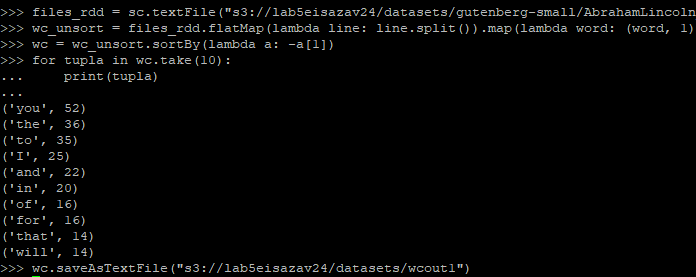 >>> files_rdd = sc.textFile("s3://lab5eisazav24/datasets/gutenberg-small/AbrahamLincoln
>>> wc_unsort = files_rdd.flatMap(lambda line: line.split()).map(lambda word: (word, 1)
>>> wc = wc_unsort.sortBy(lambda a: -a[1])
>>> for tupla in wc.take(10):
...     print(tupla)
...
('you', 52)
('the', 36)
('to', 35)
('I', 25)
('and', 22)
('in', 20)
('of', 16)
('for', 16)
('that', 14)
('will', 14)
>>> wc.saveAsTextFile("s3://lab5eisazav24/datasets/wcout1")